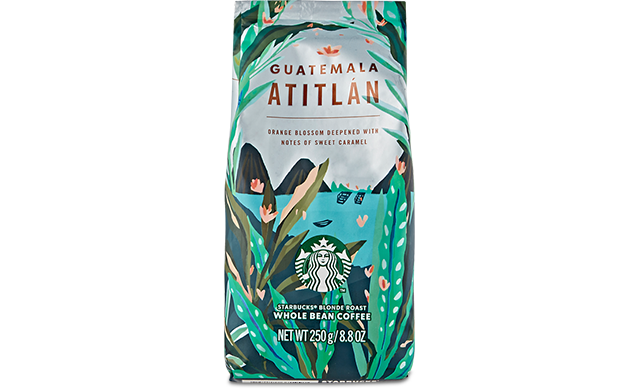 GUATEMALA
ATITLÁN
ORANGE BLOSSOM DEEPENED WITH
NOTES OF SWEET CARAMEL
STARBUCKS® BLONDE ROAST
WHOLE BEAN COFFEE
NET WT 250 g/8.8 OZ